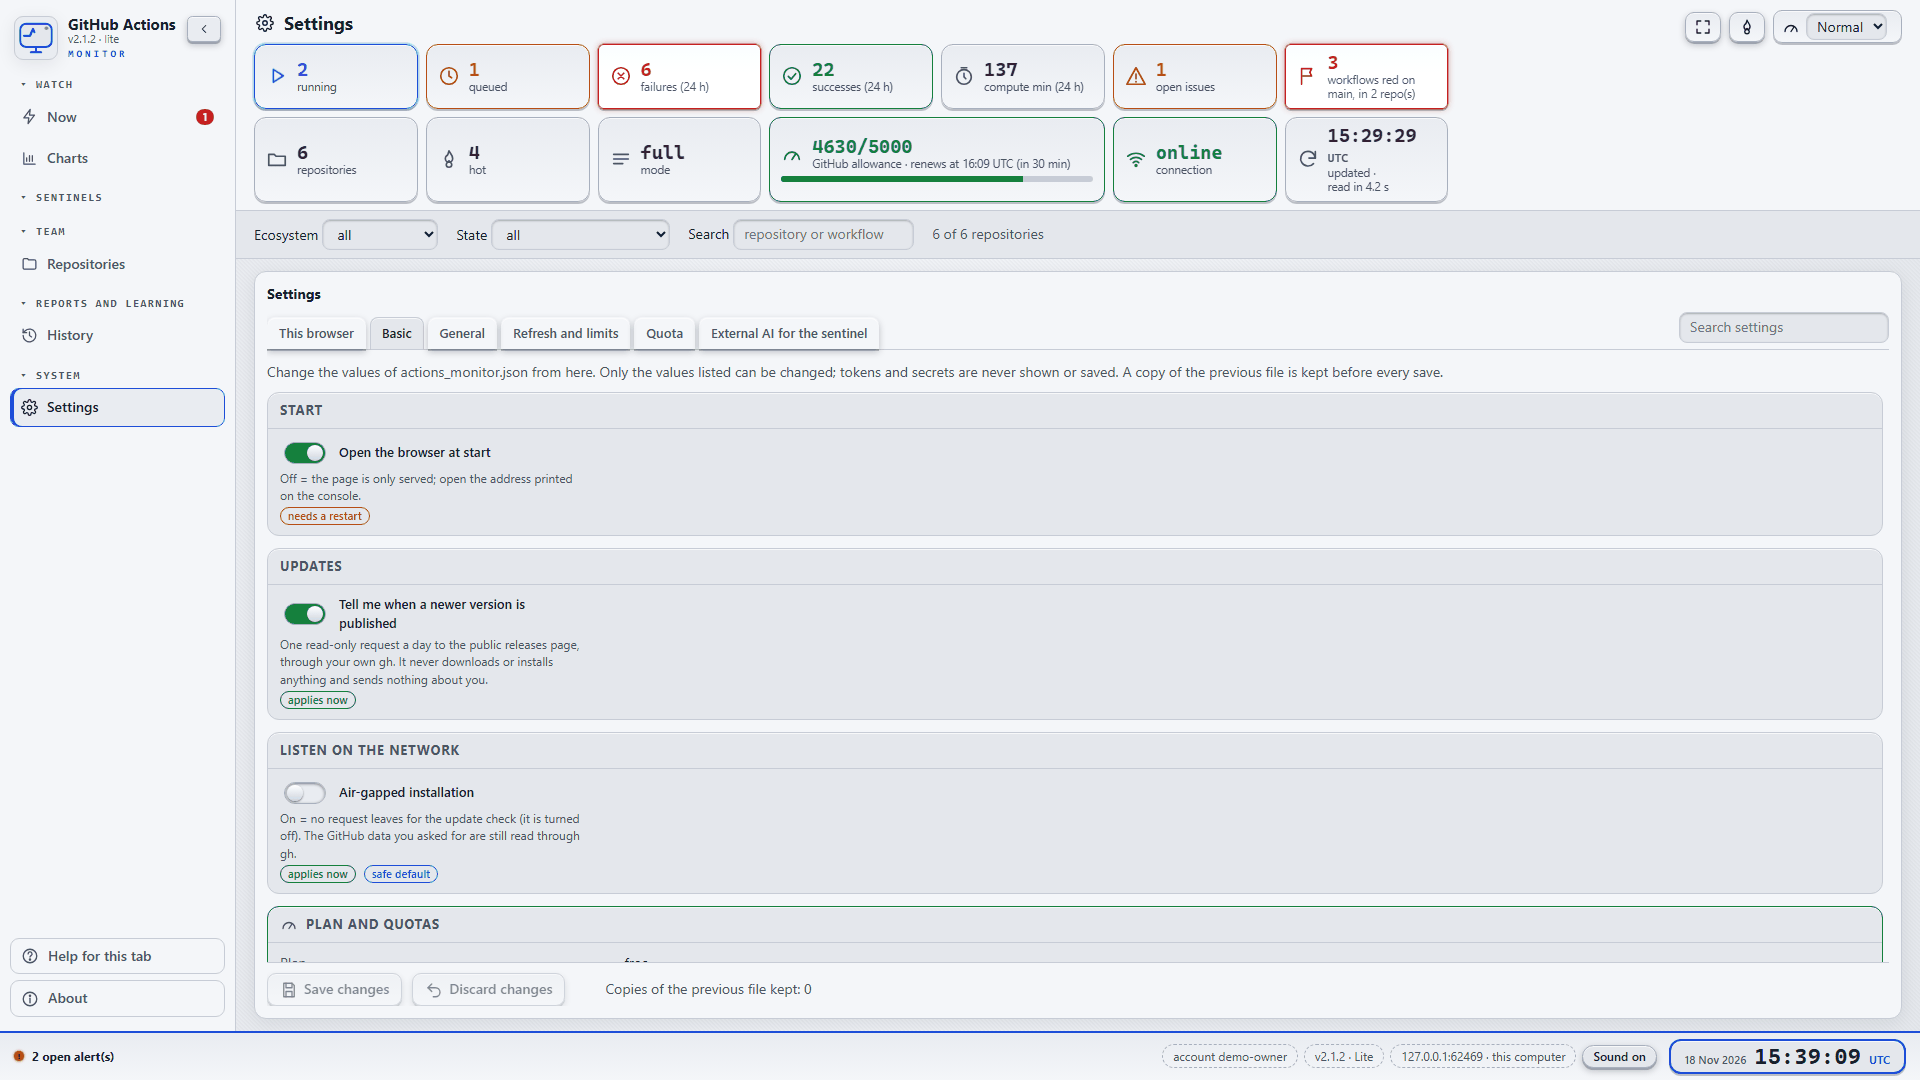 GitHub Actions
v2.1.2 · lite
MONITOR
WATCH
Now
1
Charts
SENTINELS
TEAM
Repositories
REPORTS AND LEARNING
History
SYSTEM
Settings
Help for this tab
About
Settings
Normal
2
running
1
queued
6
failures (24 h)
22
successes (24 h)
137
compute min (24 h)
1
open issues
3
workflows red on
main, in 2 repo(s)
6
repositories
4
hot
full
mode
4630/5000
GitHub allowance · renews at 16:09 UTC (in 30 min)
online
connection
15:29:29
UTC
updated ·
read in 4.2 s
Ecosystem all State all Search repository or workflow 6 of 6 repositories
Settings
This browser Basic General Refresh and limits Quota External AI for the sentinel Search settings
Change the values of actions_monitor.json from here. Only the values listed can be changed; tokens and secrets are never shown or saved. A copy of the previous file is kept before every save.
START
Open the browser at start
Off = the page is only served; open the address printed
on the console.
needs a restart
UPDATES
Tell me when a newer version is
published
One read-only request a day to the public releases page,
through your own gh. It never downloads or installs
anything and sends nothing about you.
applies now
LISTEN ON THE NETWORK
Air-gapped installation
On = no request leaves for the update check (it is turned
off). The GitHub data you asked for are still read through
gh.
applies now safe default
PLAN AND QUOTAS
Plan free
Save changes Discard changes Copies of the previous file kept: 0
2 open alert(s) account demo-owner v2.1.2 · Lite 127.0.0.1:62469 · this computer Sound on 18 Nov 2026 15:39:09 UTC